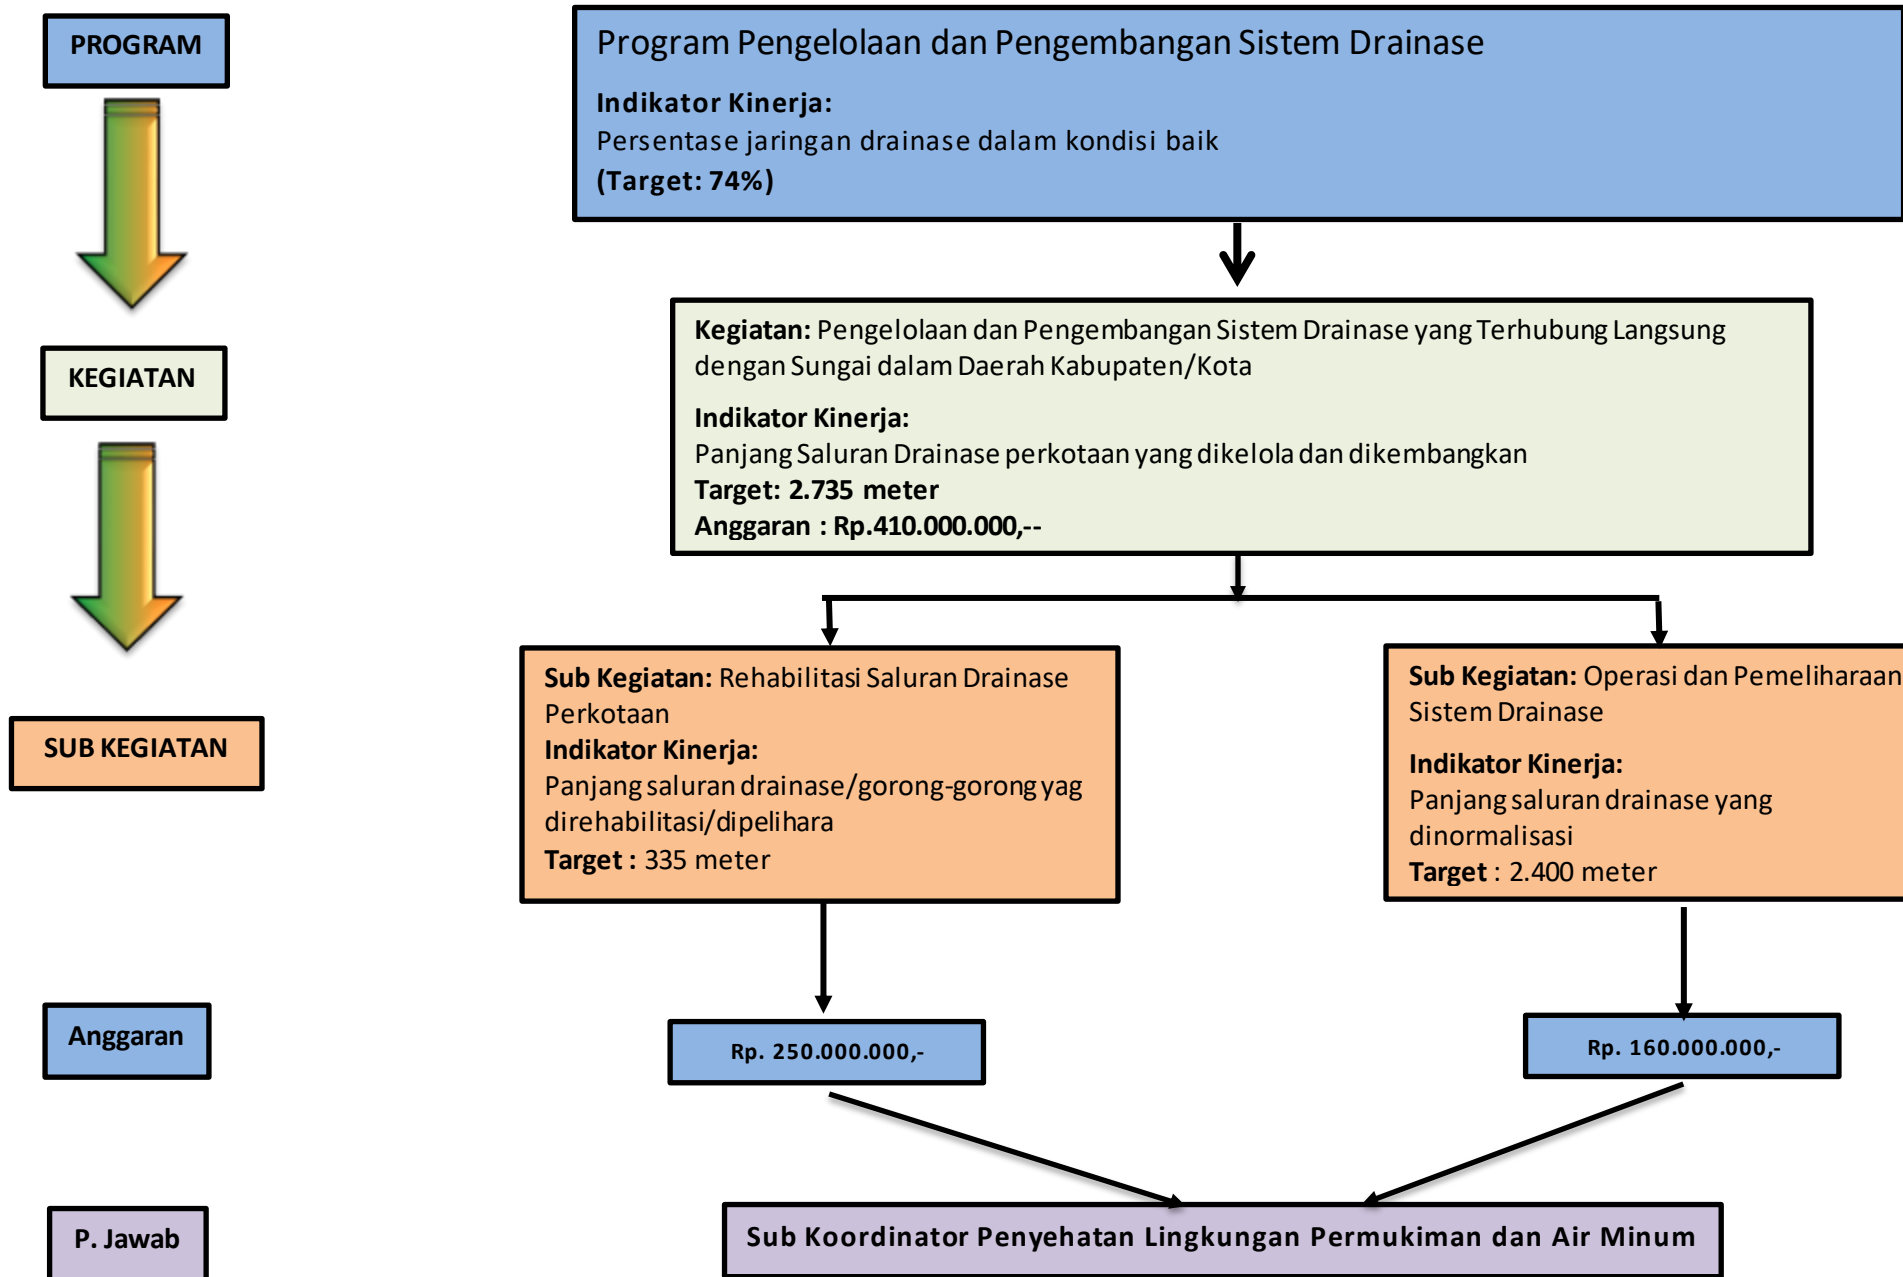 PROGRAM
Program Pengelolaan dan Pengembangan Sistem Drainase
Indikator Kinerja:
Persentase jaringan drainase dalam kondisi baik
(Target: 74%)
KEGIATAN
Kegiatan: Pengelolaan dan Pengembangan Sistem Drainase yang Terhubung Langsung
dengan Sungai dalam Daerah Kabupaten/Kota
Indikator Kinerja:
Panjang Saluran Drainase perkotaan yang dikelola dan dikembangkan
Target: 2.735 meter
Anggaran : Rp.410.000.000,--
SUB KEGIATAN
Sub Kegiatan: Rehabilitasi Saluran Drainase
Perkotaan
Indikator Kinerja:
Panjang saluran drainase/gorong-gorong yag
direhabilitasi/dipelihara
Target : 335 meter
Sub Kegiatan: Operasi dan Pemeliharaan
Sistem Drainase
Indikator Kinerja:
Panjang saluran drainase yang
dinormalisasi
Target : 2.400 meter
Anggaran
Rp. 250.000.000,-
Rp. 160.000.000,-
P. Jawab
Sub Koordinator Penyehatan Lingkungan Permukiman dan Air Minum